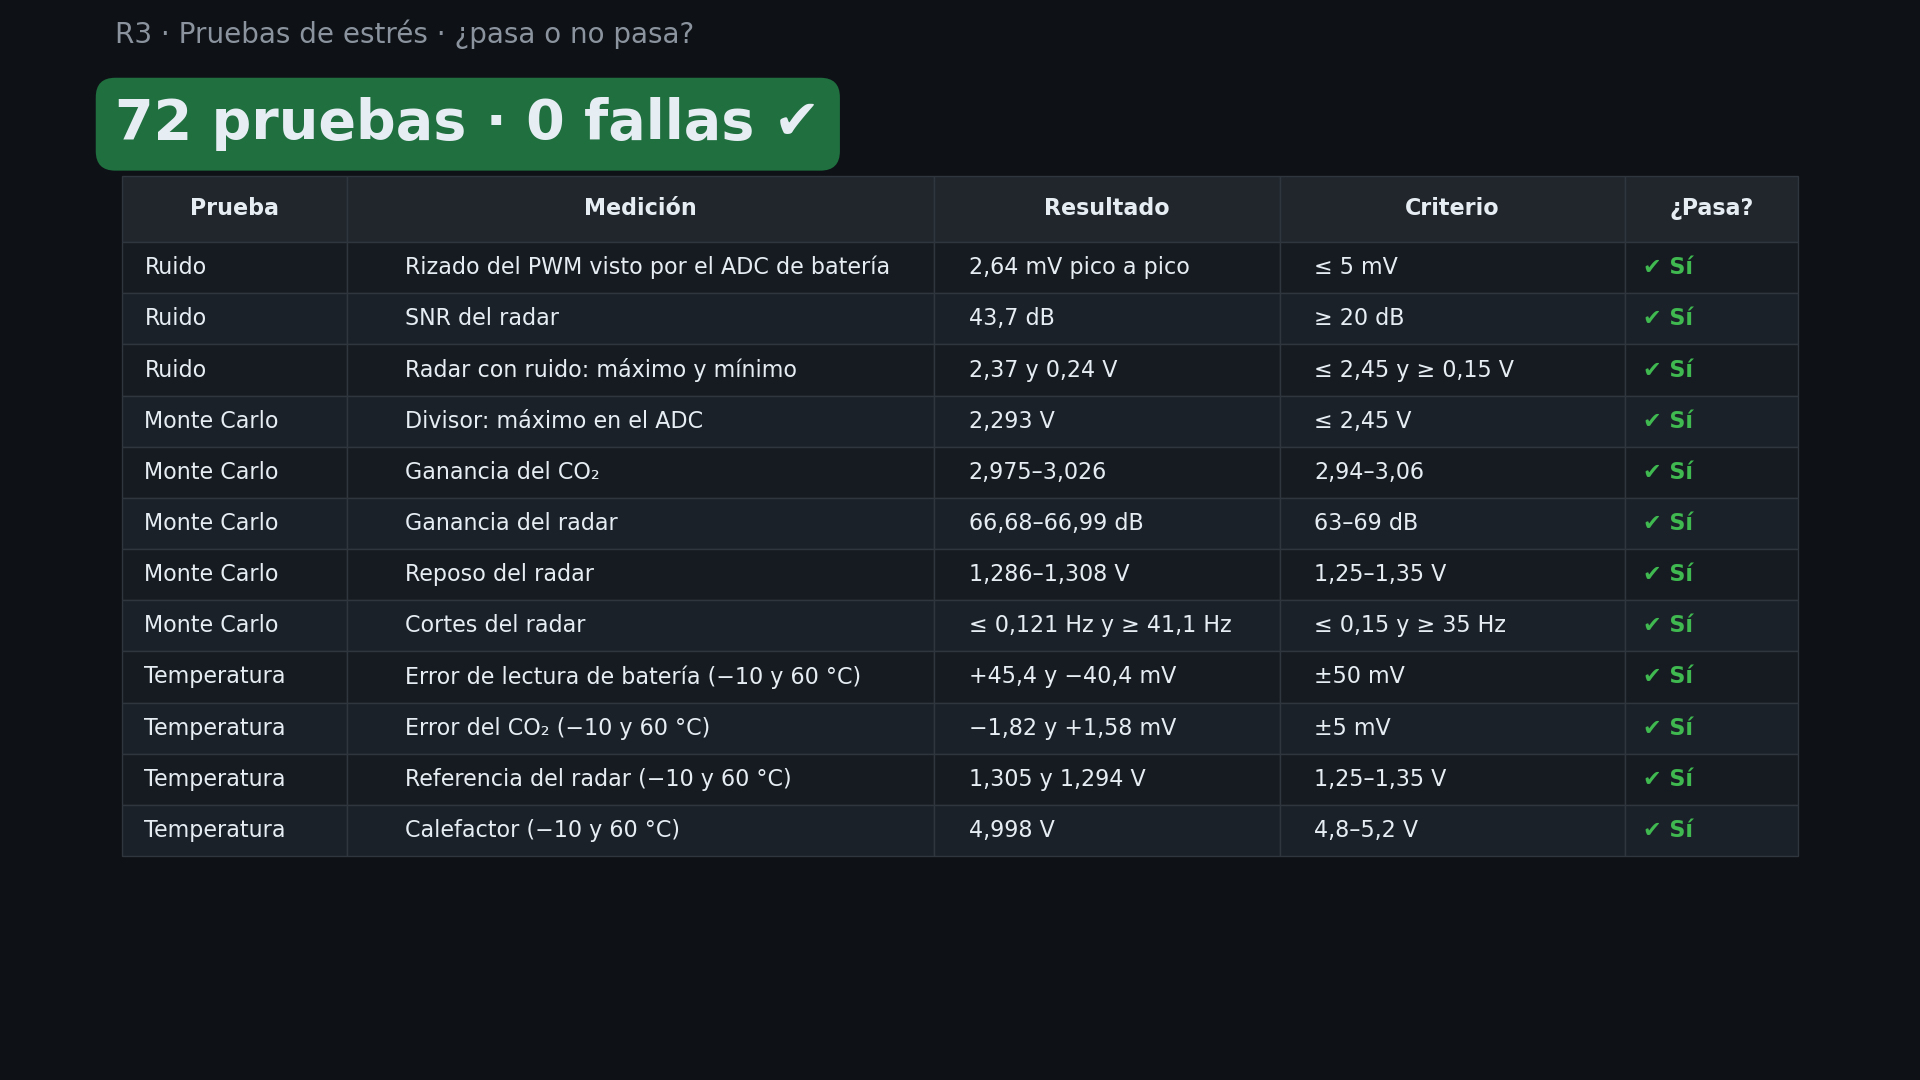 R3 · Pruebas de estrés · ¿pasa o no pasa?
72 pruebas · 0 fallas ✔
Prueba Medición Resultado Criterio ¿Pasa?
Ruido Rizado del PWM visto por el ADC de batería 2,64 mV pico a pico ≤ 5 mV ✔ Sí
Ruido SNR del radar 43,7 dB ≥ 20 dB ✔ Sí
Ruido Radar con ruido: máximo y mínimo 2,37 y 0,24 V ≤ 2,45 y ≥ 0,15 V ✔ Sí
Monte Carlo Divisor: máximo en el ADC 2,293 V ≤ 2,45 V ✔ Sí
Monte Carlo Ganancia del CO₂ 2,975–3,026 2,94–3,06 ✔ Sí
Monte Carlo Ganancia del radar 66,68–66,99 dB 63–69 dB ✔ Sí
Monte Carlo Reposo del radar 1,286–1,308 V 1,25–1,35 V ✔ Sí
Monte Carlo Cortes del radar ≤ 0,121 Hz y ≥ 41,1 Hz ≤ 0,15 y ≥ 35 Hz ✔ Sí
Temperatura Error de lectura de batería (−10 y 60 °C) +45,4 y −40,4 mV ±50 mV ✔ Sí
Temperatura Error del CO₂ (−10 y 60 °C) −1,82 y +1,58 mV ±5 mV ✔ Sí
Temperatura Referencia del radar (−10 y 60 °C) 1,305 y 1,294 V 1,25–1,35 V ✔ Sí
Temperatura Calefactor (−10 y 60 °C) 4,998 V 4,8–5,2 V ✔ Sí